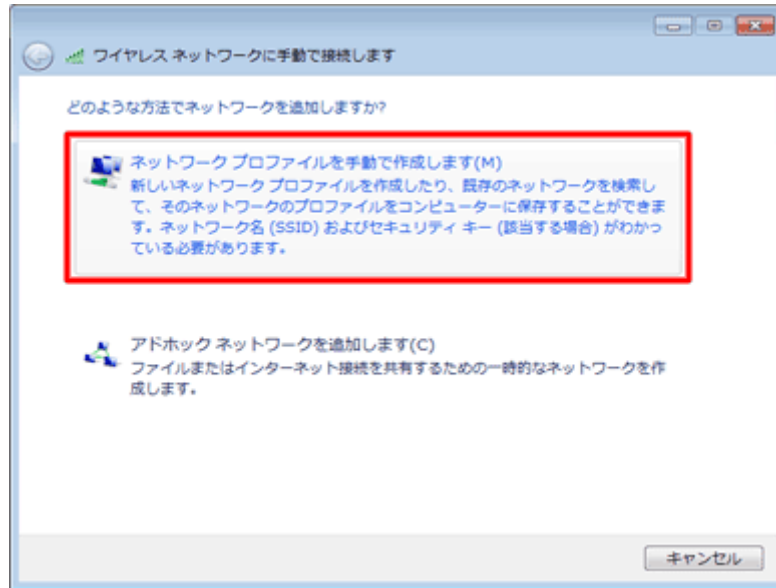 ワイヤレス ネットワークに手動で接続します
どのような方法でネットワークを追加しますか?
ネットワーク プロファイルを手動で作成します(M)
新しいネットワーク プロファイルを作成したり、既存のネットワークを検索し
て、そのネットワークのプロファイルをコンピューターに保存することができま
す。ネットワーク名 (SSID) およびセキュリティ キー (該当する場合) がわかっ
ている必要があります。
アドホック ネットワークを追加します(C)
ファイルまたはインターネット接続を共有するための一時的なネットワークを作
成します。
キャンセル